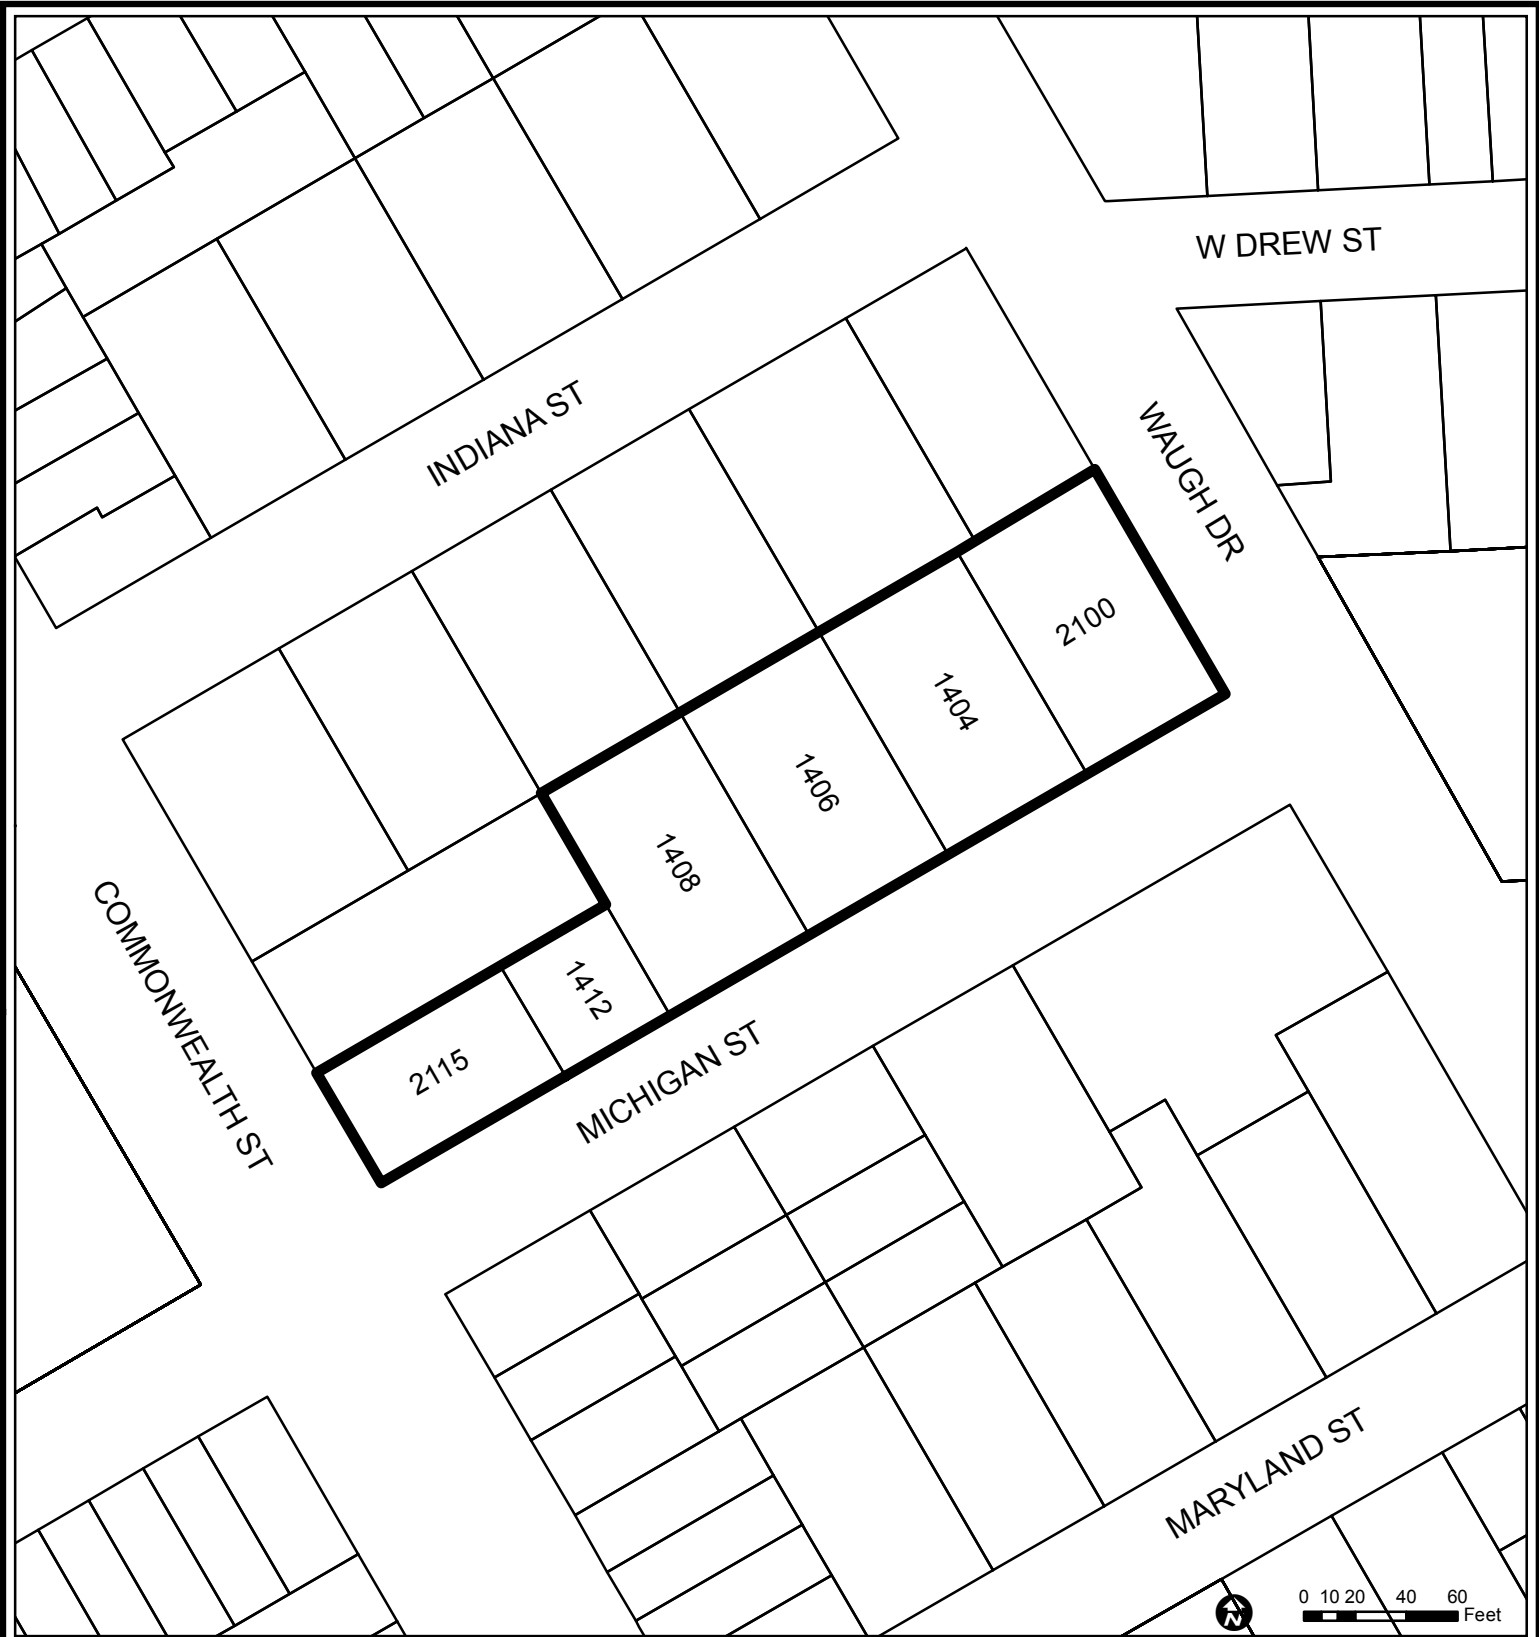 W DREW ST
INDIANA ST
WAUGH DR
2100
1404
1406
1408
1412
2115
COMMONWEALTH ST
MICHIGAN ST
MARYLAND ST
0 10 20 40 60
Feet
N